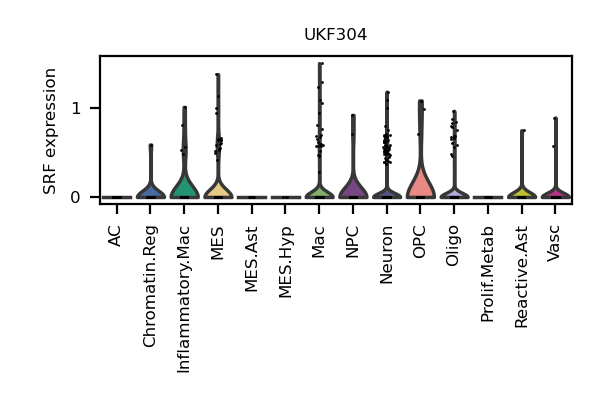 UKF304
SRF expression
1
0
AC
Chromatin.Reg
Inflammatory.Mac
MES
MES.Ast
MES.Hyp
Mac
NPC
Neuron
OPC
Oligo
Prolif.Metab
Reactive.Ast
Vasc